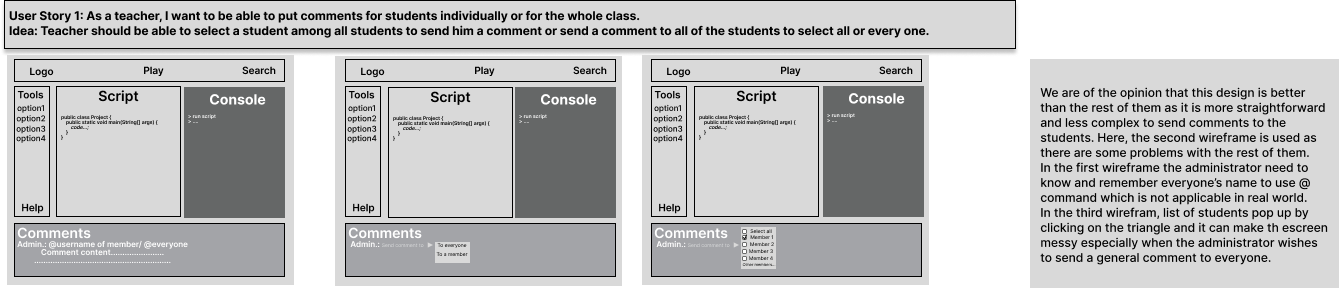 User Story 1: As a teacher, I want to be able to put comments for students individually or for the whole class.
Idea: Teacher should be able to select a student among all students to send him a comment or send a comment to all of the students to select all or every one.
Logo
Play
Search
Tools
option1
option2
option3
option4
Help
Script
public class Project {
public static void main(String[] args) {
code...;
}
}
Console
> run script
> ...
Comments
Admin.: @username of member/ @everyone
Comment content......................
........................................................
Logo
Play
Search
Tools
option1
option2
option3
option4
Help
Script
public class Project {
public static void main(String[] args) {
code...;
}
}
Console
> run script
> ...
Comments
Admin.: Send comment to
To everyone
To a member
Logo
Play
Search
Tools
option1
option2
option3
option4
Help
Script
public class Project {
public static void main(String[] args) {
code...;
}
}
Console
> run script
> ...
Comments
Admin.: Send comment to
Select all
Member 1
Member 2
Member 3
Member 4
Other members...
We are of the opinion that this design is better
than the rest of them as it is more straightforward
and less complex to send comments to the
students. Here, the second wireframe is used as
there are some problems with the rest of them.
In the first wireframe the administrator need to
know and remember everyone's name to use @
command which is not applicable in real world.
In the third wirefram, list of students pop up by
clicking on the triangle and it can make th escreen
messy especially when the administrator wishes
to send a general comment to everyone.